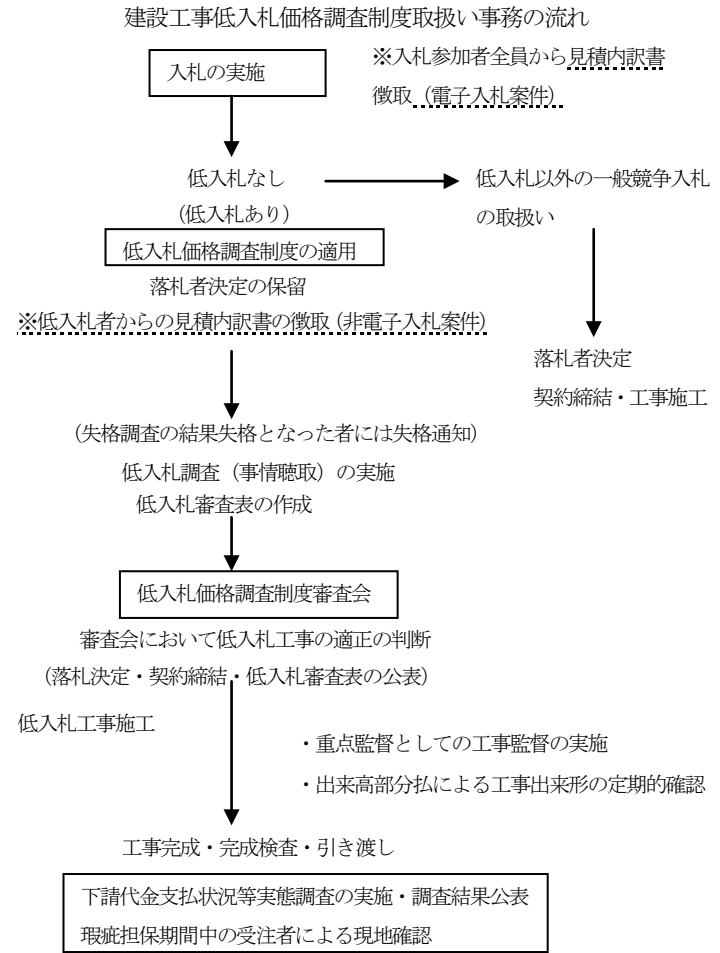 建設工事低入札価格調査制度取扱い事務の流れ
入札の実施
※入札参加者全員から見積内訳書
徴取（電子入札案件）
低入札なし
低入札以外の一般競争入札
の取扱い
（低入札あり）
低入札価格調査制度の適用
落札者決定の保留
※低入札者からの見積内訳書の徴取（非電子入札案件）
落札者決定
契約締結・工事施工
（失格調査の結果失格となった者には失格通知）
低入札調査（事情聴取）の実施
低入札審査表の作成
低入札価格調査制度審査会
審査会において低入札工事の適正の判断
（落札決定・契約締結・低入札審査表の公表）
低入札工事施工
・重点監督としての工事監督の実施
・出来高部分払による工事出来形の定期的確認
工事完成・完成検査・引き渡し
下請代金支払状況等実態調査の実施・調査結果公表
瑕疵担保期間中の受注者による現地確認